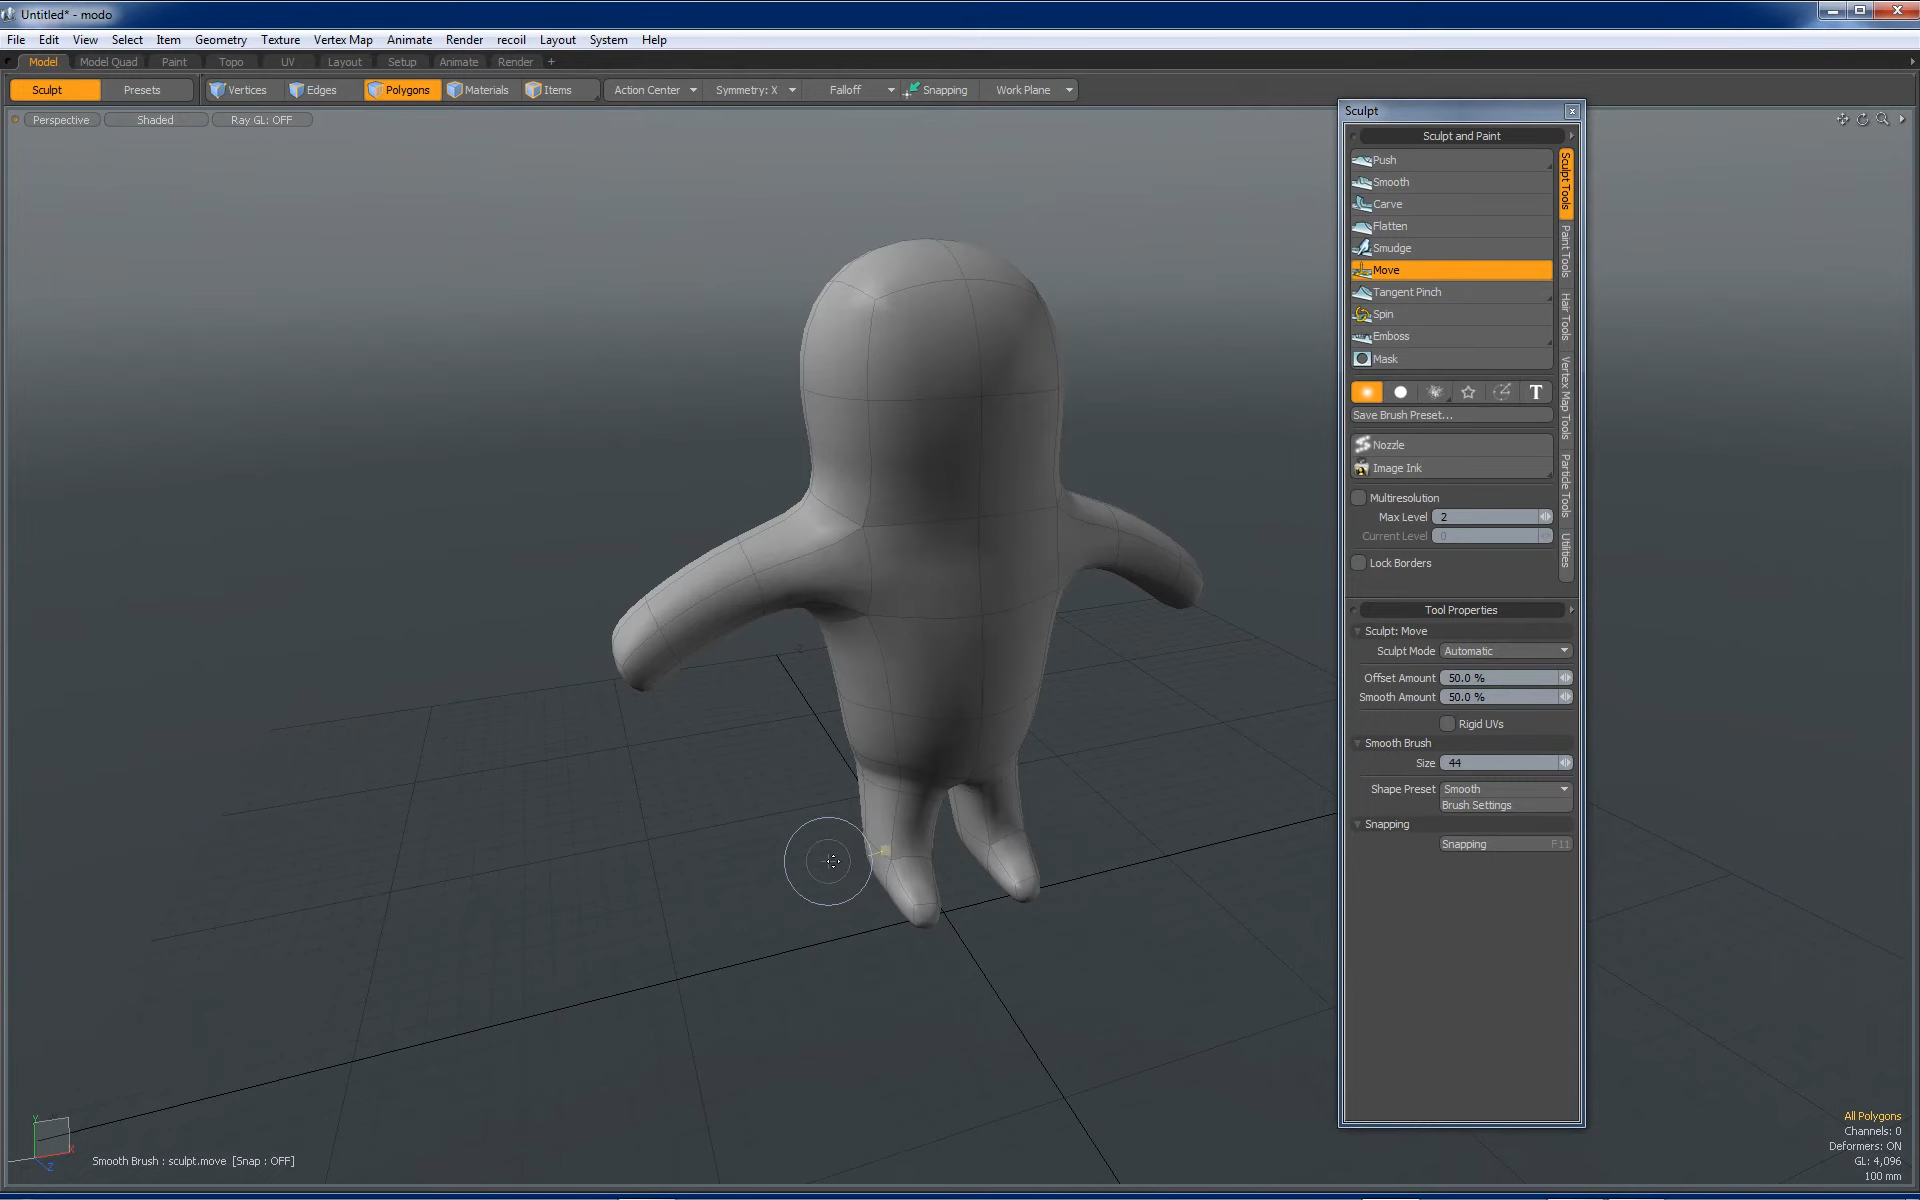 Untitled* - modo
File Edit View Select Item Geometry Texture Vertex Map Animate Render recoil Layout System Help
Model Model Quad Paint Topo UV Layout Setup Animate Render +
Sculpt Presets Vertices Edges Polygons Materials Items Action Center Symmetry: X Falloff Snapping Work Plane
Perspective Shaded Ray GL: OFF
Sculpt
Sculpt and Paint
Push
Smooth
Carve
Flatten
Smudge
Move
Tangent Pinch
Spin
Emboss
Mask
T
Save Brush Preset...
Nozzle
Image Ink
Multiresolution
Max Level 2
Current Level 0
Lock Borders
Sculpt Tools
Paint Tools
Hair Tools
Vertex Map Tools
Particle Tools
Utilities
Tool Properties
Sculpt: Move
Sculpt Mode Automatic
Offset Amount 50.0 %
Smooth Amount 50.0 %
Rigid UVs
Smooth Brush
Size 44
Shape Preset Smooth
Brush Settings
Snapping
Snapping F11
Z
Y
X
Z
Smooth Brush : sculpt.move [Snap : OFF]
All Polygons
Channels: 0
Deformers: ON
GL: 4,096
100 mm